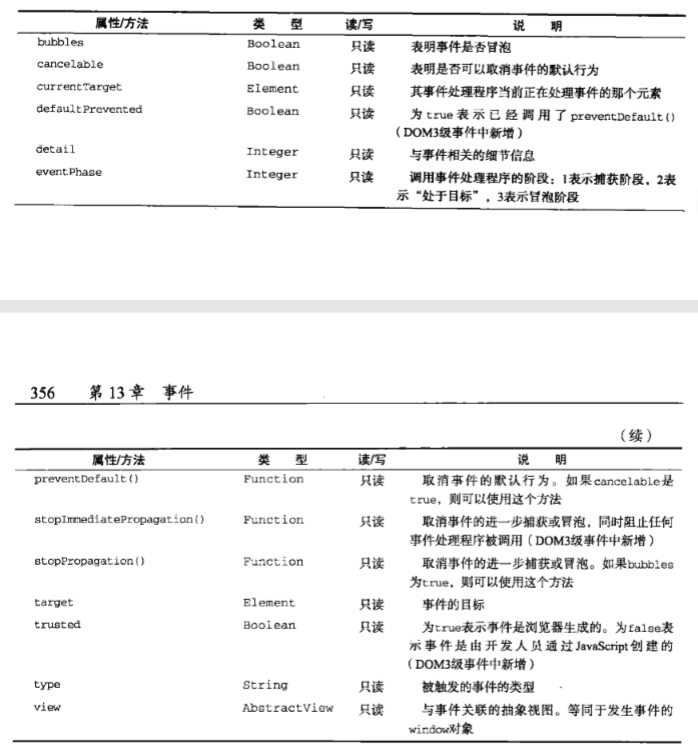 属性/方法 类 型 读/写 说 明
bubbles Boolean 只读 表明事件是否冒泡
cancelable Boolean 只读 表明是否可以取消事件的默认行为
currentTarget Element 只读 其事件处理程序当前正在处理事件的那个元素
defaultPrevented Boolean 只读 为true表示已经调用了preventDefault()
（DOM3级事件中新增）
detail Integer 只读 与事件相关的细节信息
eventPhase Integer 只读 调用事件处理程序的阶段：1表示捕获阶段，2表
示“处于目标”，3表示冒泡阶段
356 第13章 事件
（续）
属性/方法 类 型 读/写 说 明
preventDefault() Function 只读 取消事件的默认行为。如果cancelable是
true，则可以使用这个方法
stopImmediatePropagation() Function 只读 取消事件的进一步捕获或冒泡，同时阻止任何
事件处理程序被调用（DOM3级事件中新增）
stopPropagation() Function 只读 取消事件的进一步捕获或冒泡。如果bubbles
为true，则可以使用这个方法
target Element 只读 事件的目标
trusted Boolean 只读 为true表示事件是浏览器生成的。为false表
示事件是由开发人员通过JavaScript创建的
（DOM3级事件中新增）
type String 只读 被触发的事件的类型
view AbstractView 只读 与事件关联的抽象视图。等同于发生事件的
window对象